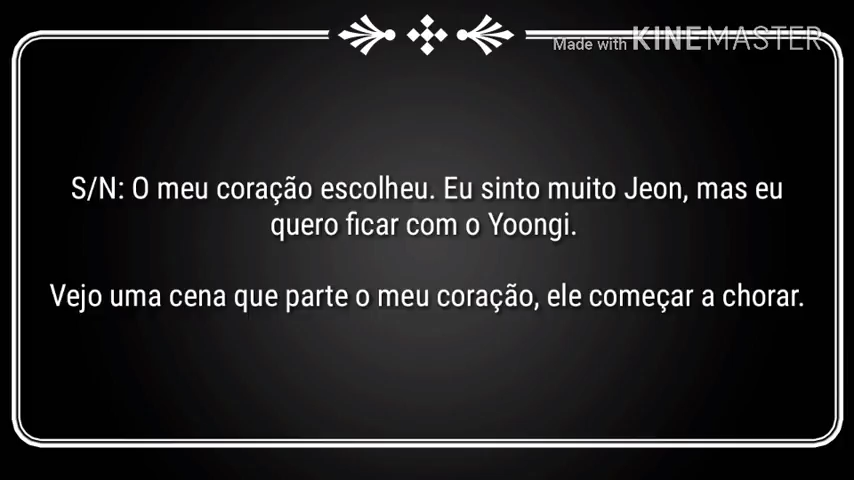 Made with KINEMASTER
S/N: O meu coração escolheu. Eu sinto muito Jeon, mas eu
quero ficar com o Yoongi.
Vejo uma cena que parte o meu coração, ele começar a chorar.